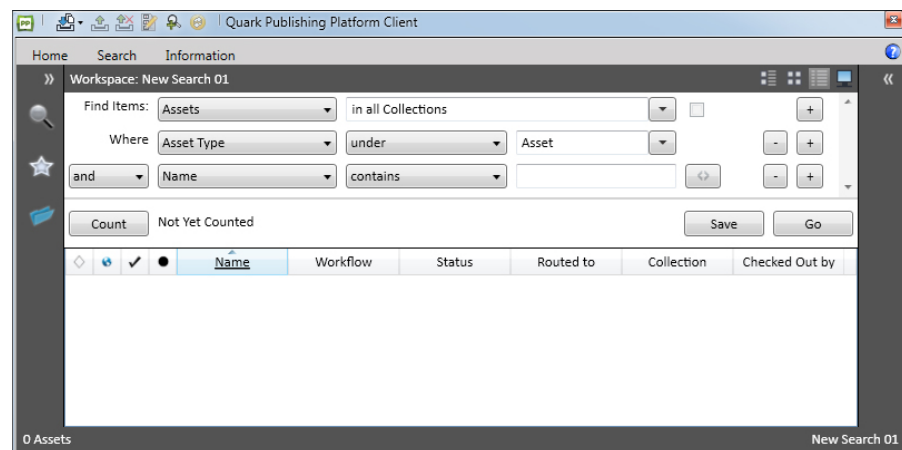 PP Quark Publishing Platform Client
Home Search Information
Workspace: New Search 01
Find Items: Assets in all Collections +
Where Asset Type under Asset - +
and Name contains <> - +
Count Not Yet Counted Save Go
Name Workflow Status Routed to Collection Checked Out by
0 Assets New Search 01